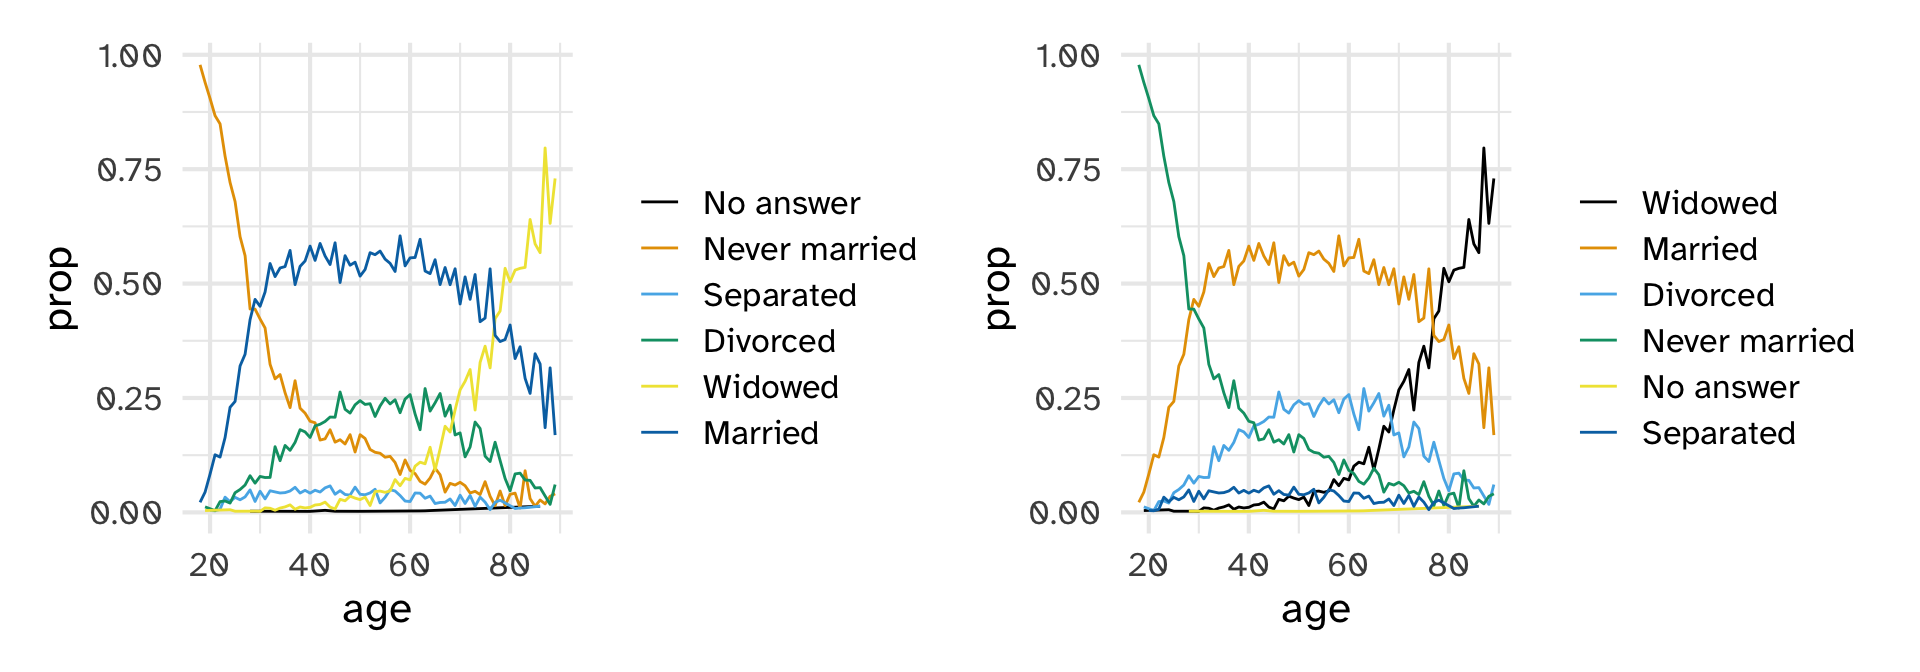 1.00
0.75
0.50
0.25
0.00
prop
20 40 60 80
age
No answer
Never married
Separated
Divorced
Widowed
Married
1.00
0.75
0.50
0.25
0.00
prop
20 40 60 80
age
Widowed
Married
Divorced
Never married
No answer
Separated